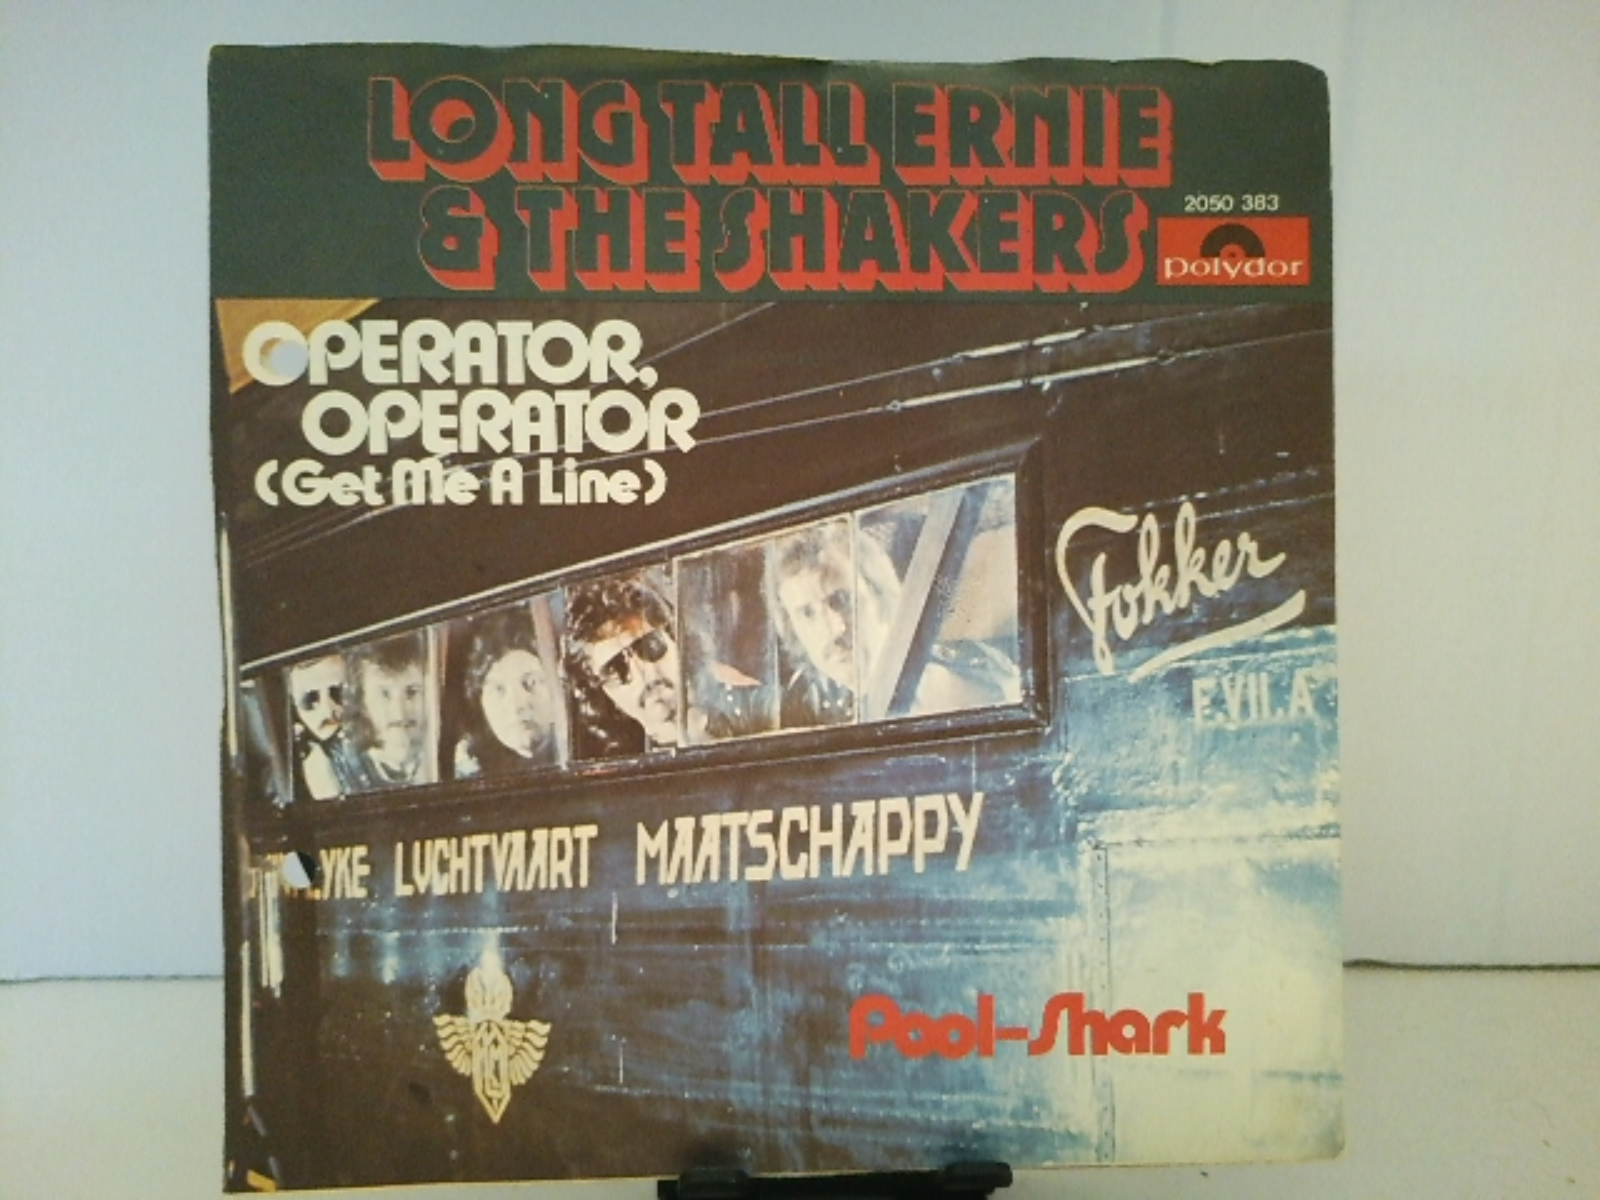 LONG TALL ERNIE
& THE SHAKERS
2050 383
polydor
OPERATOR,
OPERATOR
(Get Me A Line)
Fokker
F.VII.A
LUCHTVAART MAATSCHAPPY
Pool-Shark